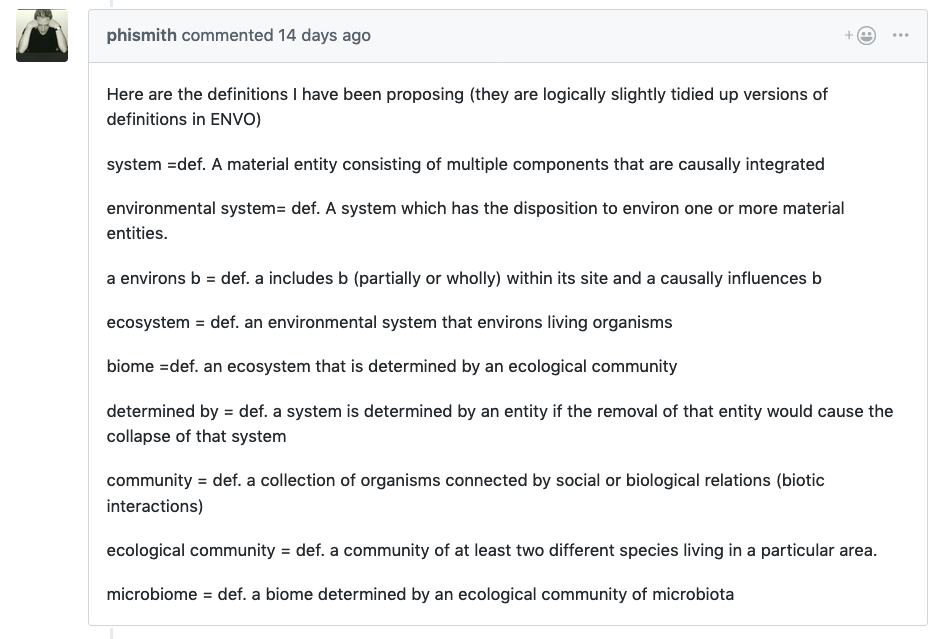 phismith commented 14 days ago
Here are the definitions I have been proposing (they are logically slightly tidied up versions of
definitions in ENVO)
system =def. A material entity consisting of multiple components that are causally integrated
environmental system= def. A system which has the disposition to environ one or more material
entities.
a environs b = def. a includes b (partially or wholly) within its site and a causally influences b
ecosystem = def. an environmental system that environs living organisms
biome =def. an ecosystem that is determined by an ecological community
determined by = def. a system is determined by an entity if the removal of that entity would cause the
collapse of that system
community = def. a collection of organisms connected by social or biological relations (biotic
interactions)
ecological community = def. a community of at least two different species living in a particular area.
microbiome = def. a biome determined by an ecological community of microbiota